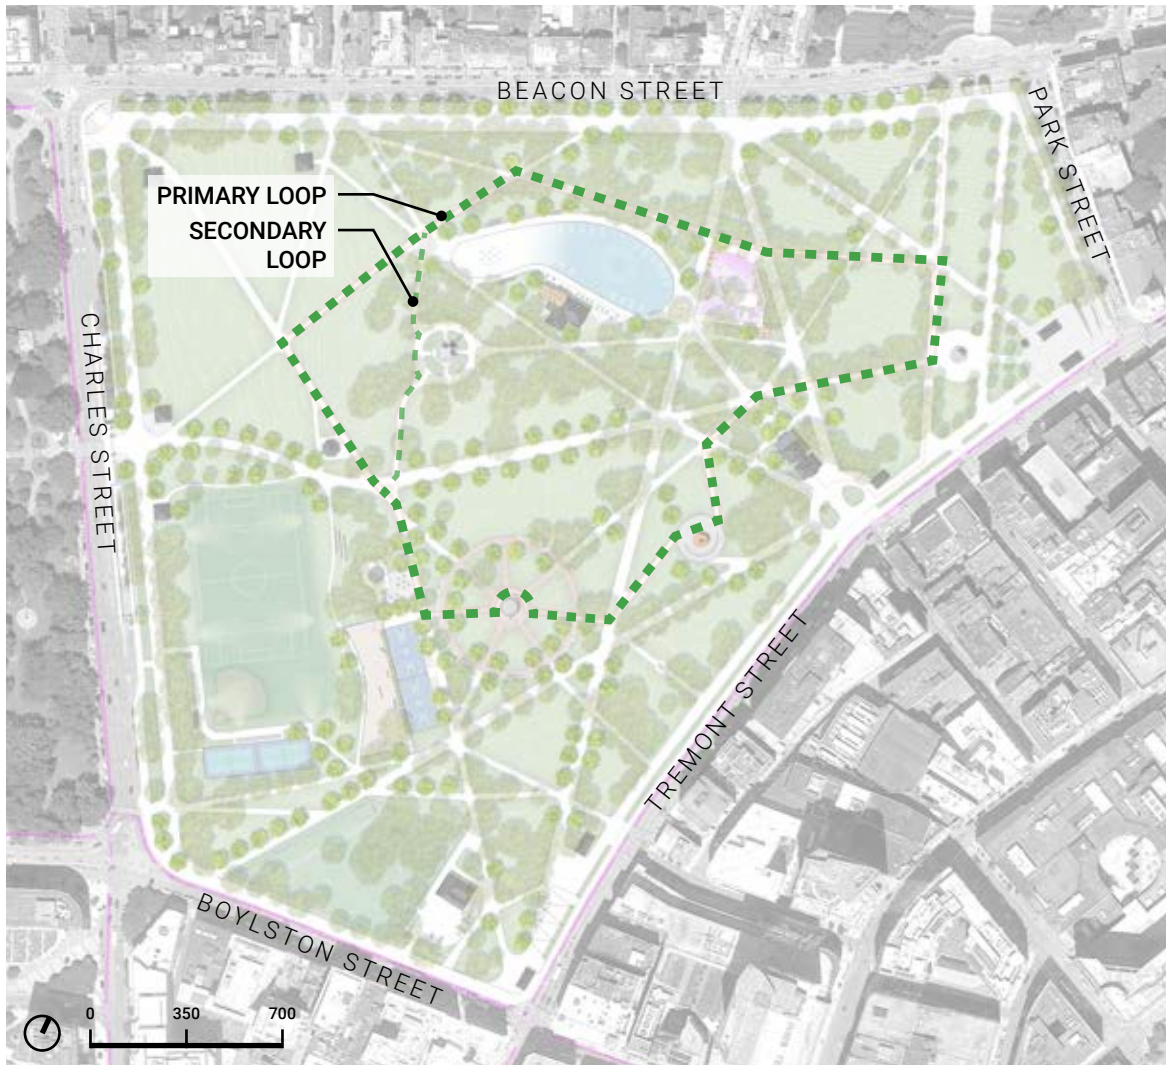 BEACON STREET
PARK STREET
PRIMARY LOOP
SECONDARY
LOOP
CHARLES STREET
TREMONT STREET
BOYLSTON STREET
0 350 700